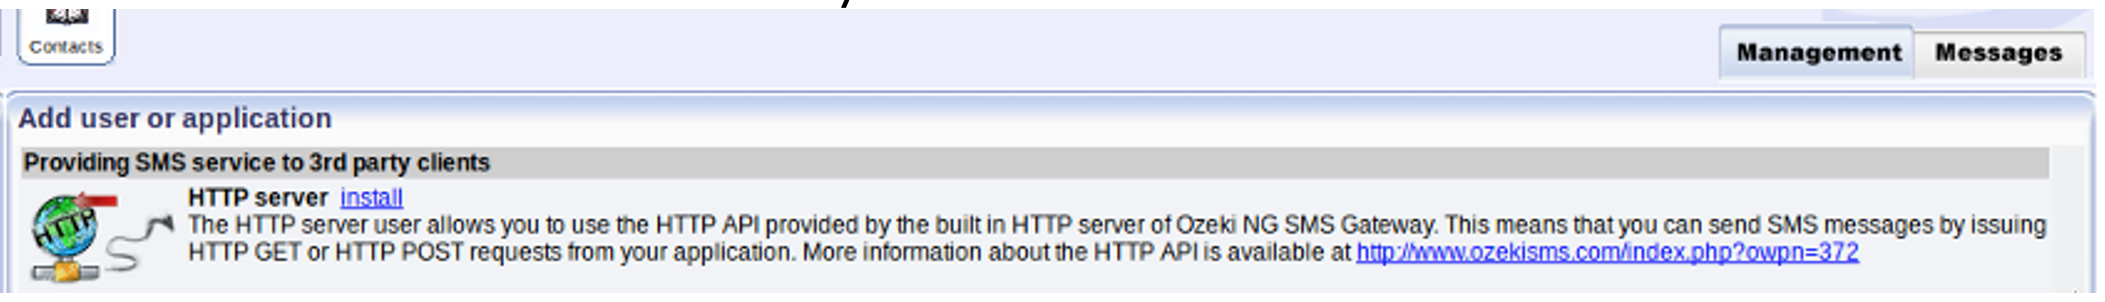 Contacts
Management Messages
Add user or application
Providing SMS service to 3rd party clients
HTTP server install
HTTP
The HTTP server user allows you to use the HTTP API provided by the built in HTTP server of Ozeki NG SMS Gateway. This means that you can send SMS messages by issuing
HTTP GET or HTTP POST requests from your application. More information about the HTTP API is available at http://www.ozekisms.com/index.php?owpn=372